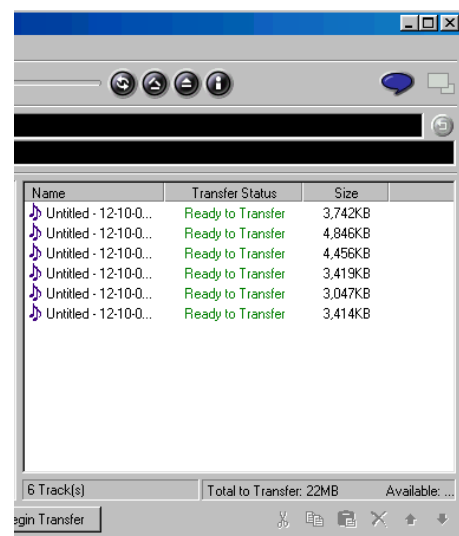 Name Transfer Status Size
Untitled - 12-10-0... Ready to Transfer 3,742KB
Untitled - 12-10-0... Ready to Transfer 4,846KB
Untitled - 12-10-0... Ready to Transfer 4,456KB
Untitled - 12-10-0... Ready to Transfer 3,419KB
Untitled - 12-10-0... Ready to Transfer 3,047KB
Untitled - 12-10-0... Ready to Transfer 3,414KB
6 Track(s) Total to Transfer: 22MB Available: ...
egin Transfer